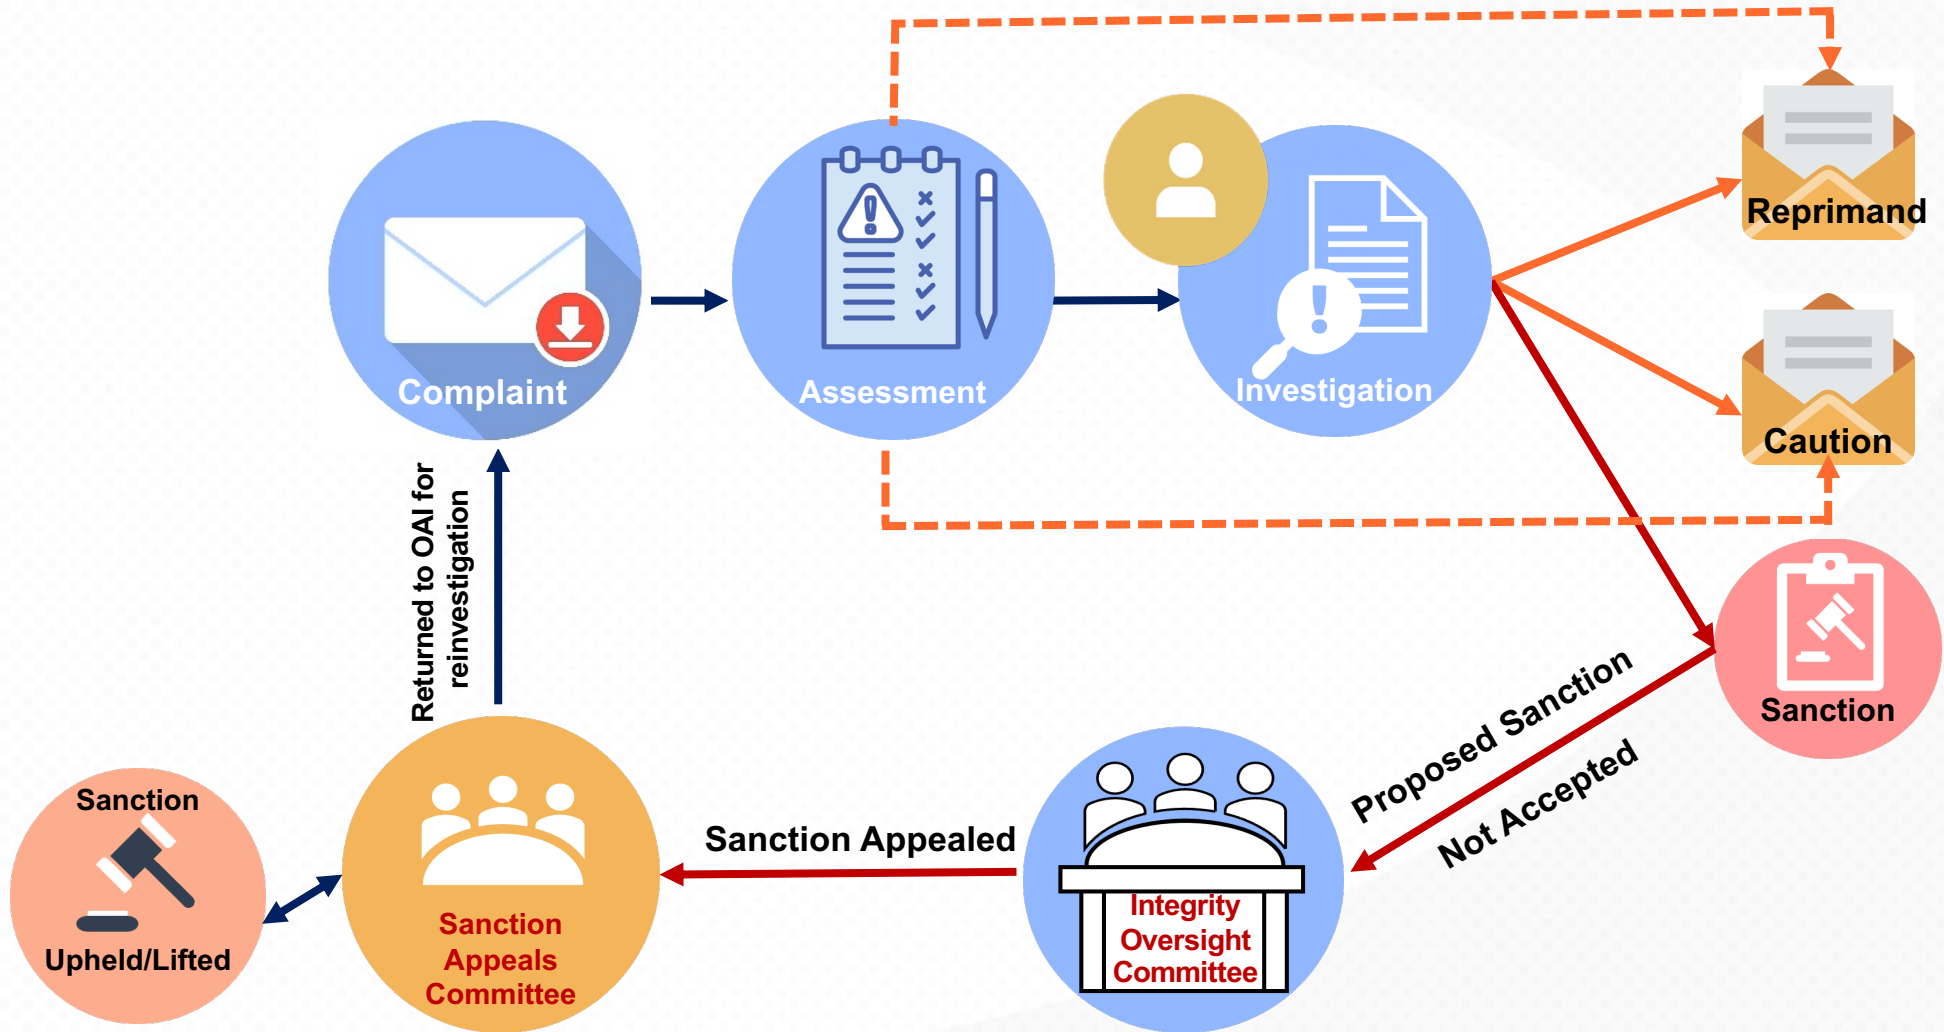 Complaint
Assessment
Investigation
Reprimand
Caution
Sanction
Proposed Sanction
Not Accepted
Integrity
Oversight
Committee
Sanction Appealed
Sanction
Appeals
Committee
Returned to OAI for
reinvestigation
Sanction
Upheld/Lifted